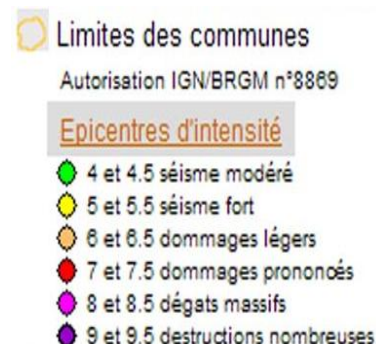 Limites des communes
Autorisation IGN/BRGM n°8869
Epicentres d'intensité
4 et 4.5 séisme modéré
5 et 5.5 séisme fort
6 et 6.5 dommages légers
7 et 7.5 dommages prononcés
8 et 8.5 dégats massifs
9 et 9.5 destructions nombreuses